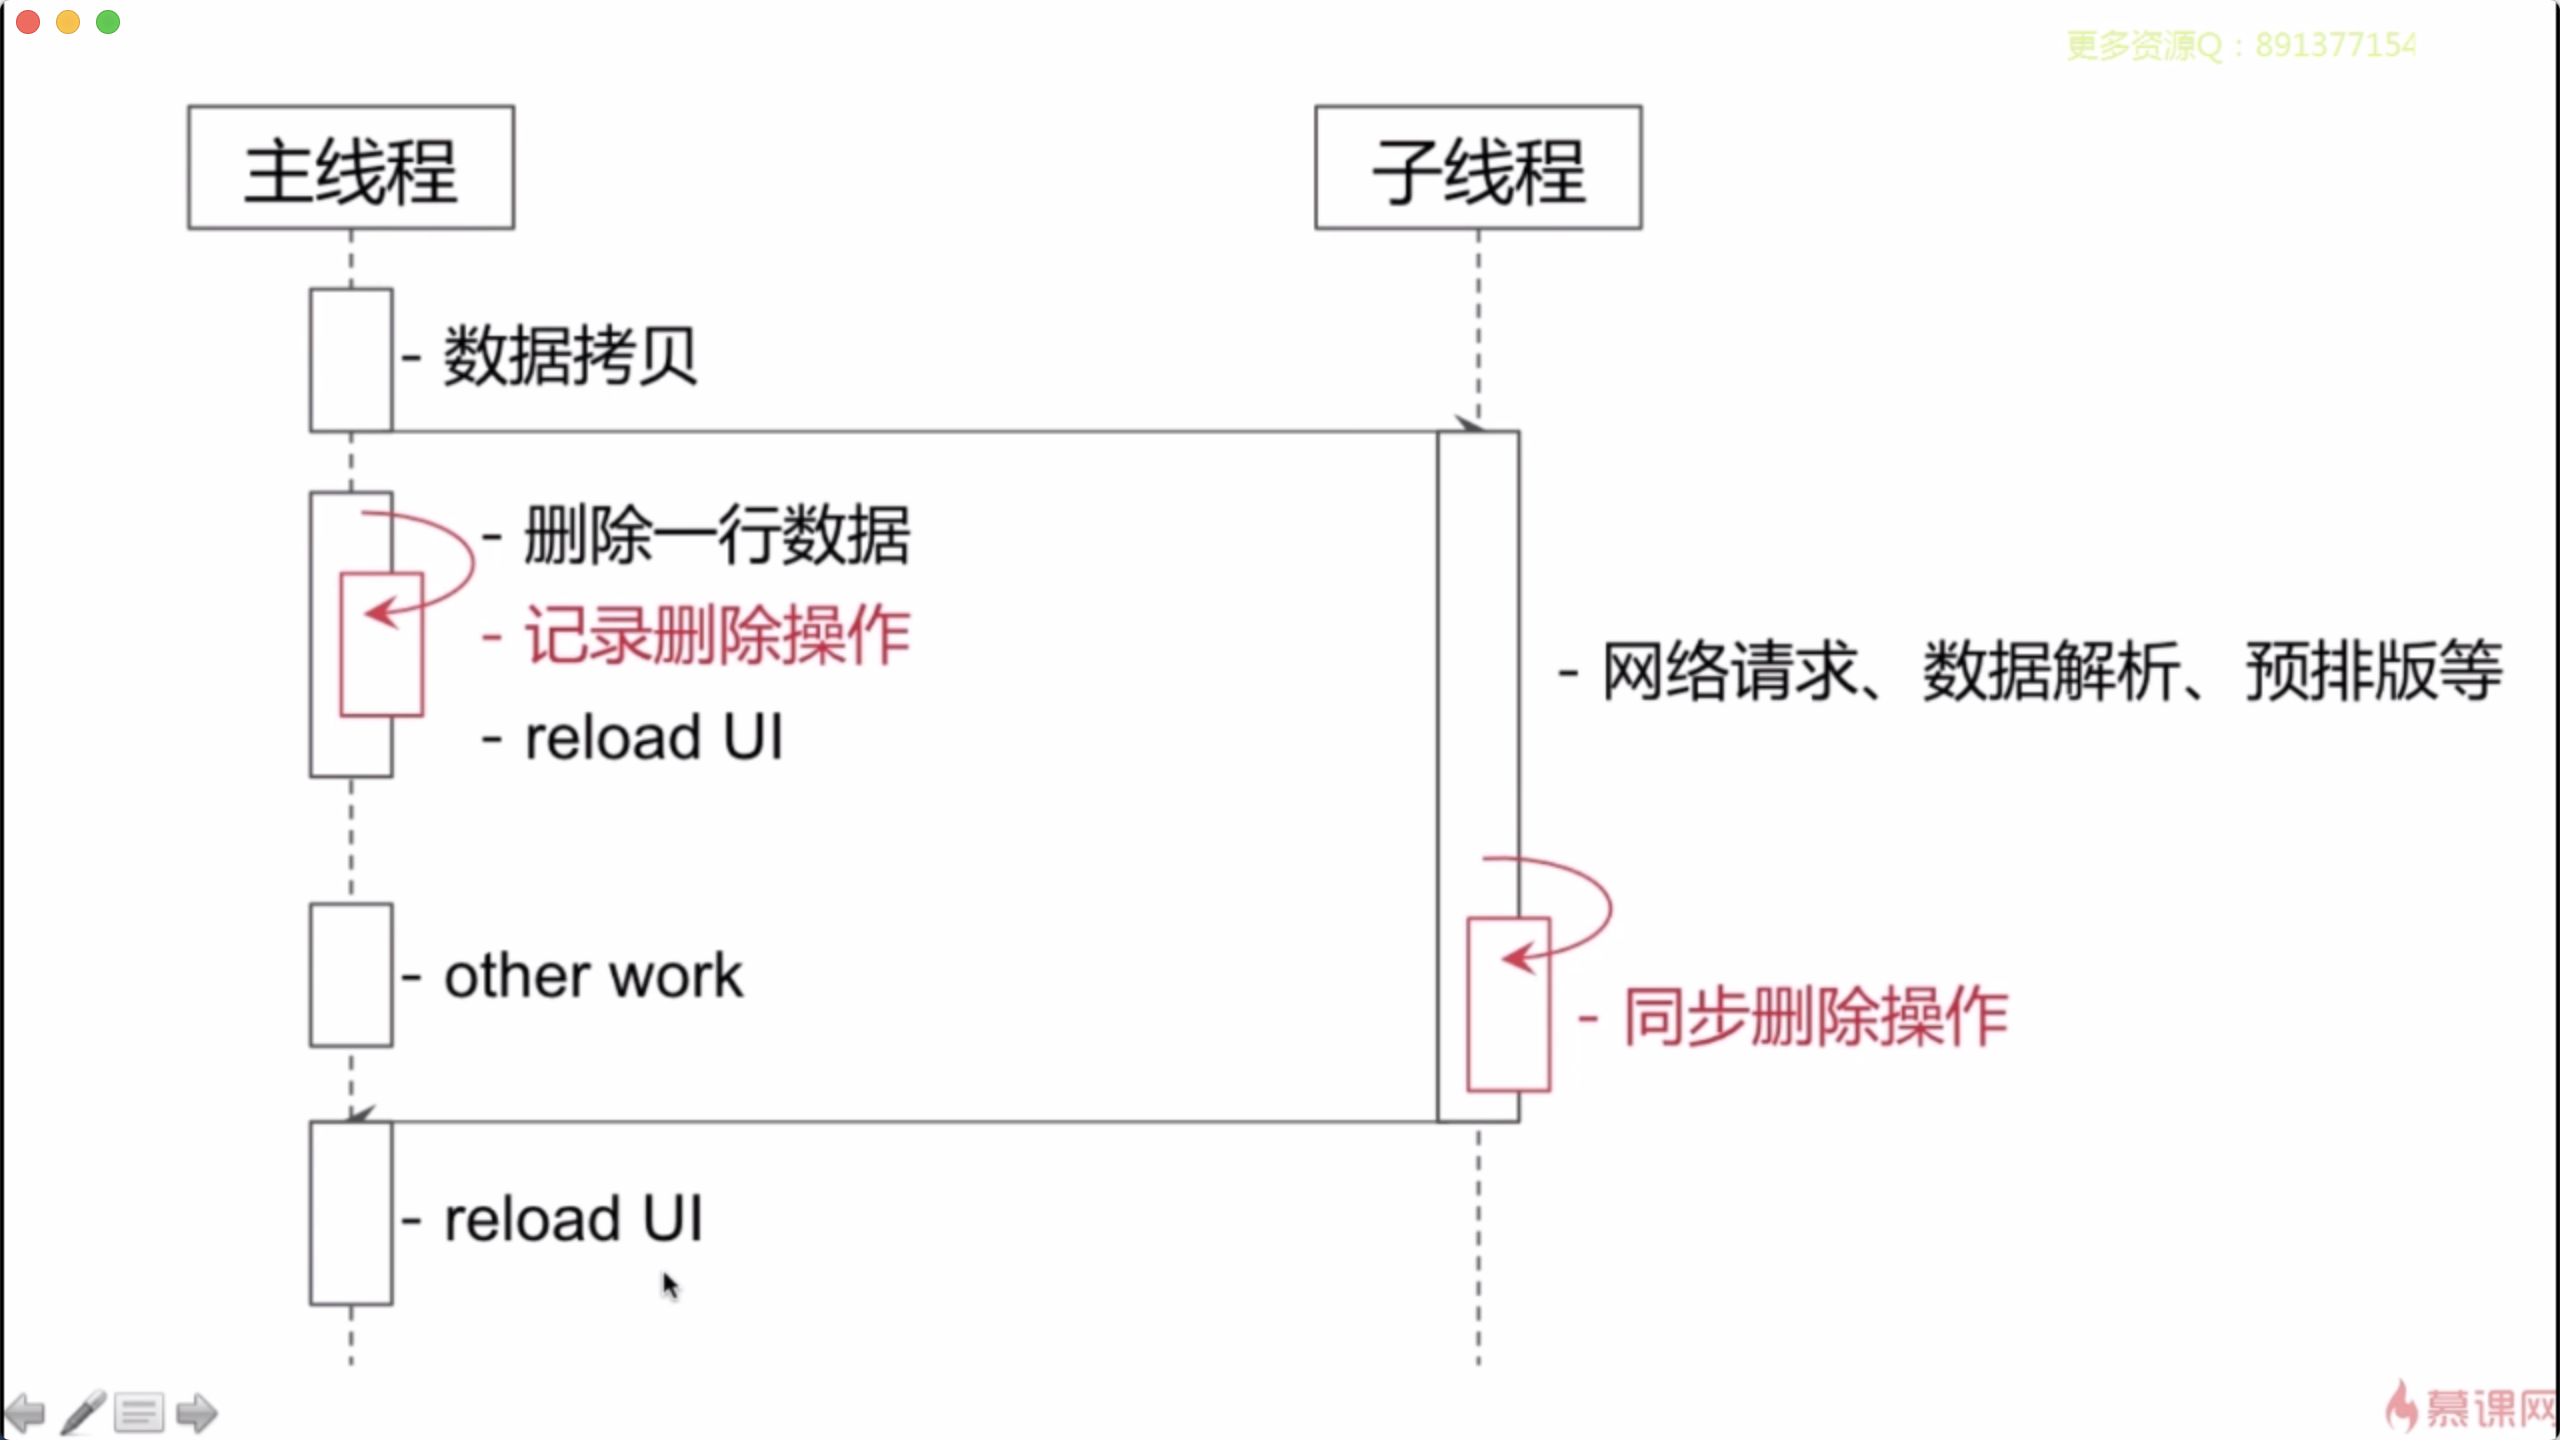 更多资源Q：891377154
主线程
子线程
- 数据拷贝
- 删除一行数据
- 记录删除操作
- reload UI
- 网络请求、数据解析、预排版等
- other work
- 同步删除操作
- reload UI
慕课网